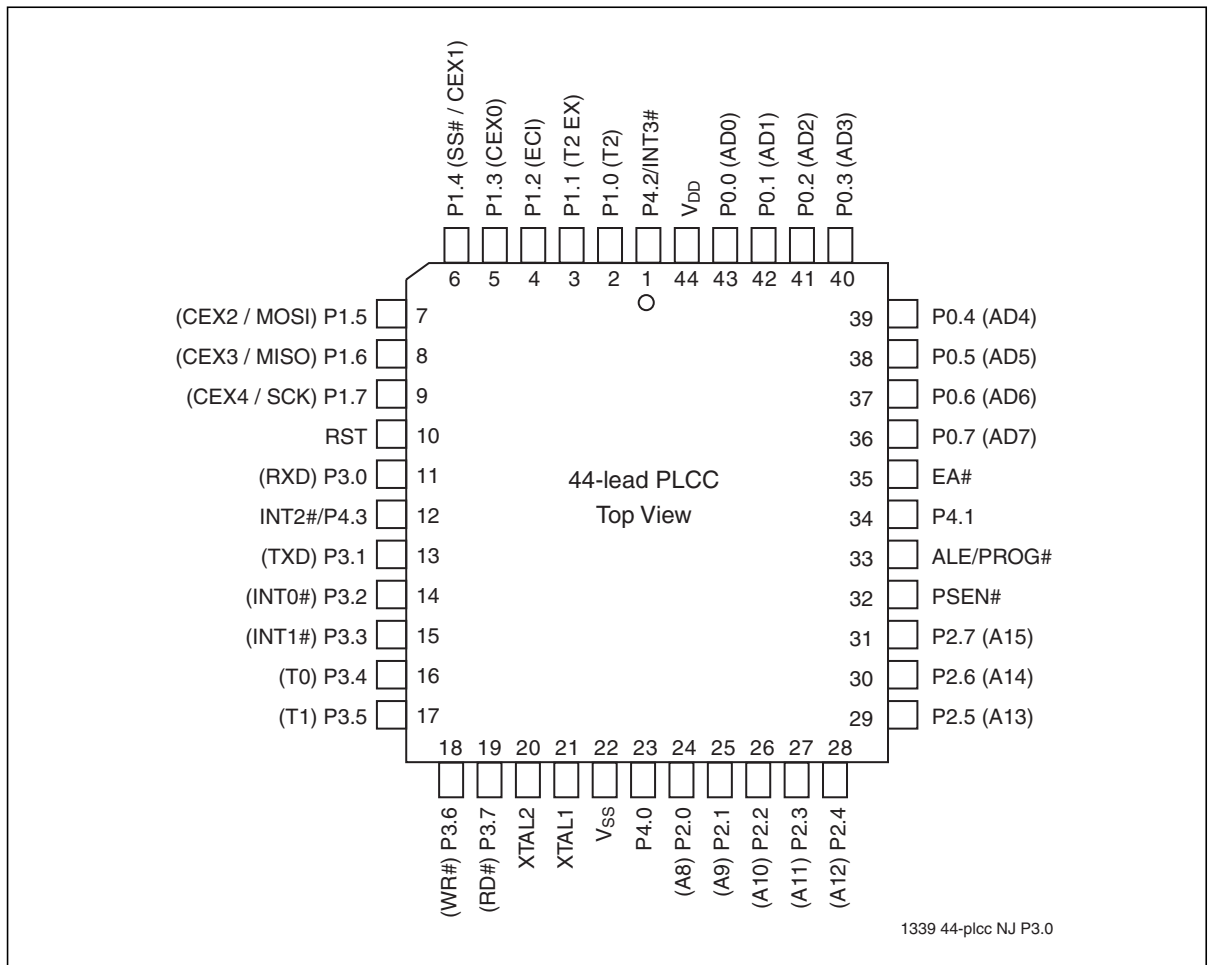 P1.4 (SS# / CEX1)
P1.3 (CEX0)
P1.2 (ECI)
P1.1 (T2 EX)
P1.0 (T2)
P4.2/INT3#
VDD
P0.0 (AD0)
P0.1 (AD1)
P0.2 (AD2)
P0.3 (AD3)
6 5 4 3 2 1 44 43 42 41 40
(CEX2 / MOSI) P1.5 7
(CEX3 / MISO) P1.6 8
(CEX4 / SCK) P1.7 9
RST 10
(RXD) P3.0 11
INT2#/P4.3 12
(TXD) P3.1 13
(INT0#) P3.2 14
(INT1#) P3.3 15
(T0) P3.4 16
(T1) P3.5 17
44-lead PLCC
Top View
39 P0.4 (AD4)
38 P0.5 (AD5)
37 P0.6 (AD6)
36 P0.7 (AD7)
35 EA#
34 P4.1
33 ALE/PROG#
32 PSEN#
31 P2.7 (A15)
30 P2.6 (A14)
29 P2.5 (A13)
18 19 20 21 22 23 24 25 26 27 28
(WR#) P3.6
(RD#) P3.7
XTAL2
XTAL1
VSS
P4.0
(A8) P2.0
(A9) P2.1
(A10) P2.2
(A11) P2.3
(A12) P2.4
1339 44-plcc NJ P3.0